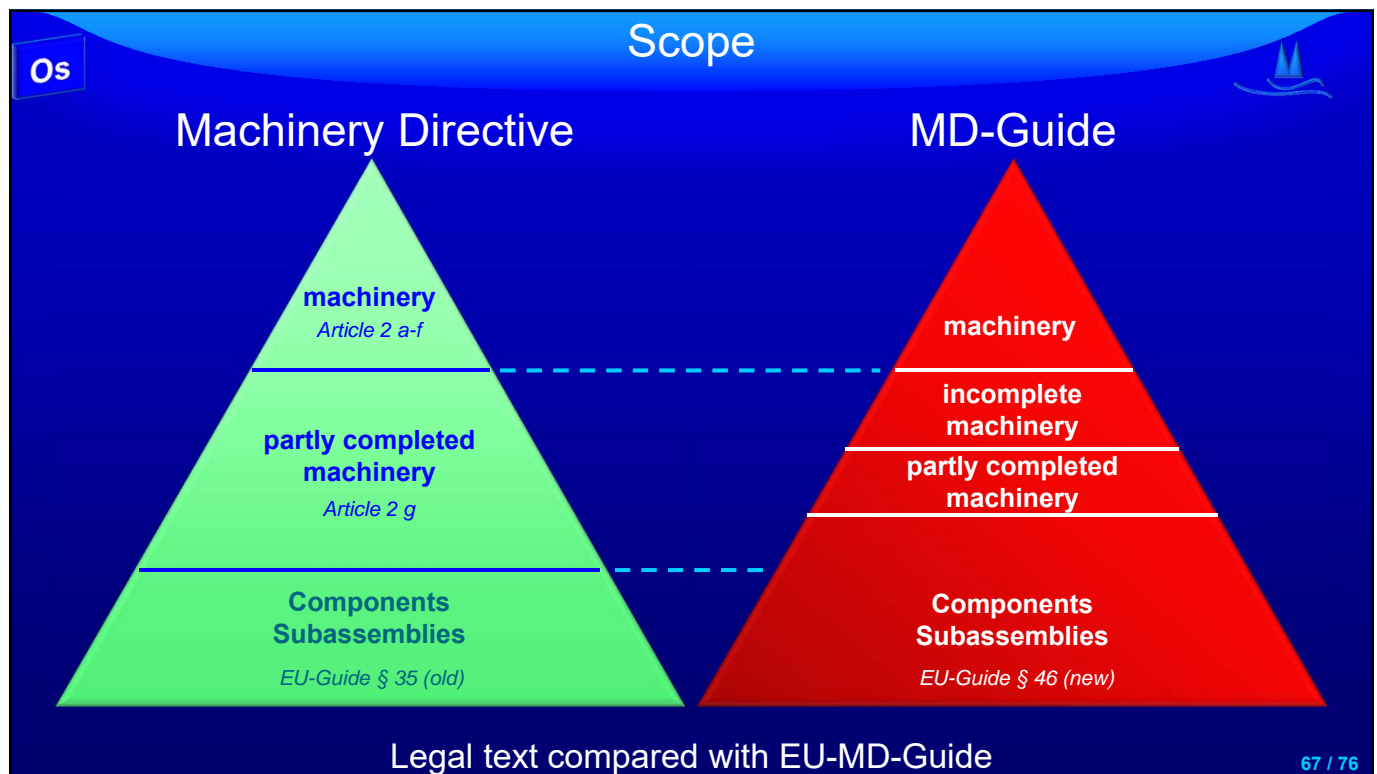 Scope
Os
Machinery Directive
MD-Guide
machinery
Article 2 a-f
partly completed
machinery
Article 2 g
Components
Subassemblies
EU-Guide § 35 (old)
machinery
incomplete
machinery
partly completed
machinery
Components
Subassemblies
EU-Guide § 46 (new)
Legal text compared with EU-MD-Guide
67 / 76